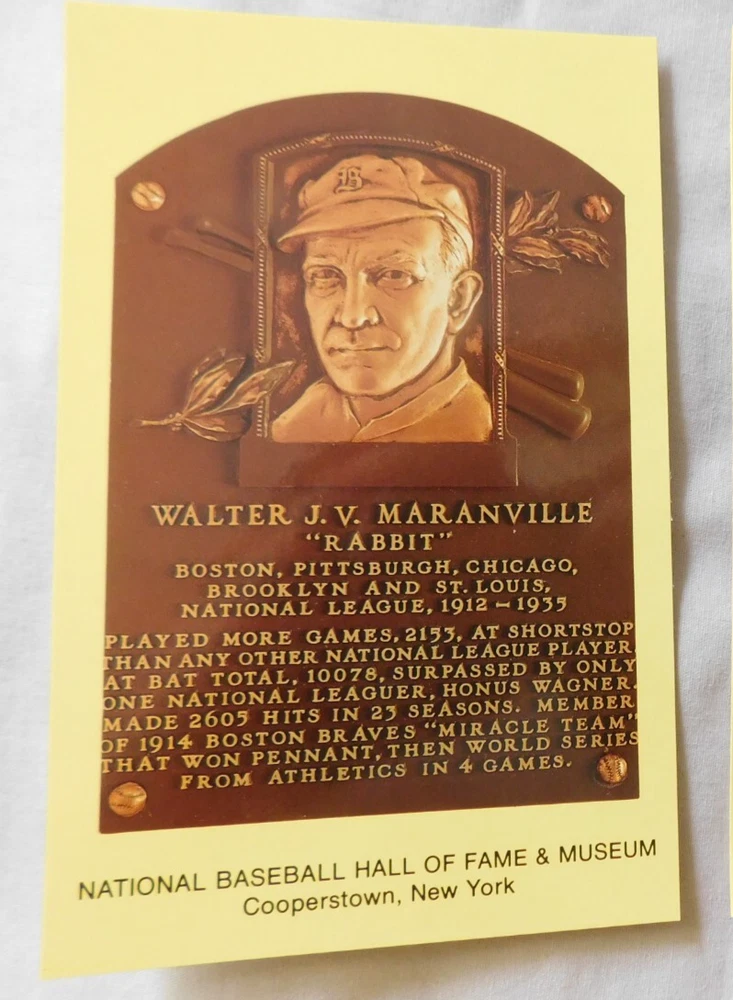 B
WALTER J. V. MARANVILLE
"RABBIT"
BOSTON, PITTSBURGH, CHICAGO,
BROOKLYN AND ST. LOUIS,
NATIONAL LEAGUE, 1912 – 1935
PLAYED MORE GAMES, 2153, AT SHORTSTOP
THAN ANY OTHER NATIONAL LEAGUE PLAYER.
AT BAT TOTAL, 10078, SURPASSED BY ONLY
ONE NATIONAL LEAGUER, HONUS WAGNER.
MADE 2605 HITS IN 23 SEASONS. MEMBER
OF 1914 BOSTON BRAVES "MIRACLE TEAM"
THAT WON PENNANT, THEN WORLD SERIES
FROM ATHLETICS IN 4 GAMES.
NATIONAL BASEBALL HALL OF FAME & MUSEUM
Cooperstown, New York